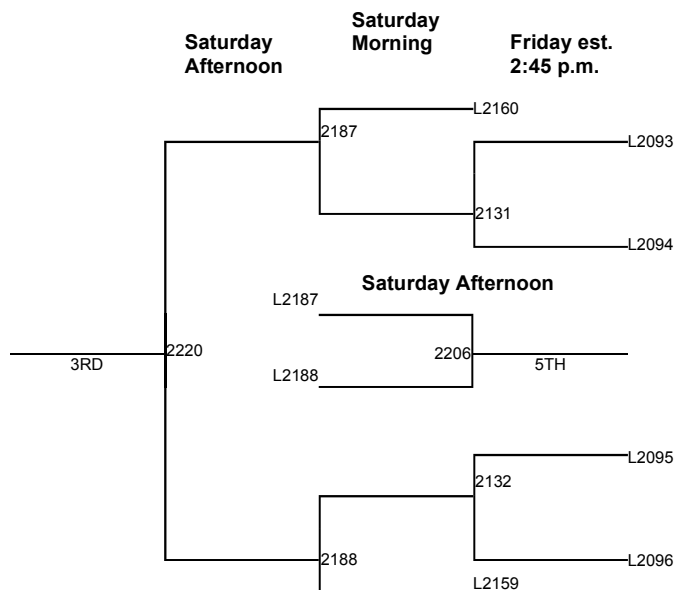 Saturday
Afternoon
Saturday
Morning
Friday est.
2:45 p.m.
L2160
2187
L2093
2131
L2094
Saturday Afternoon
L2187
2220
3RD
2206
5TH
L2188
L2095
2132
2188
L2096
L2159